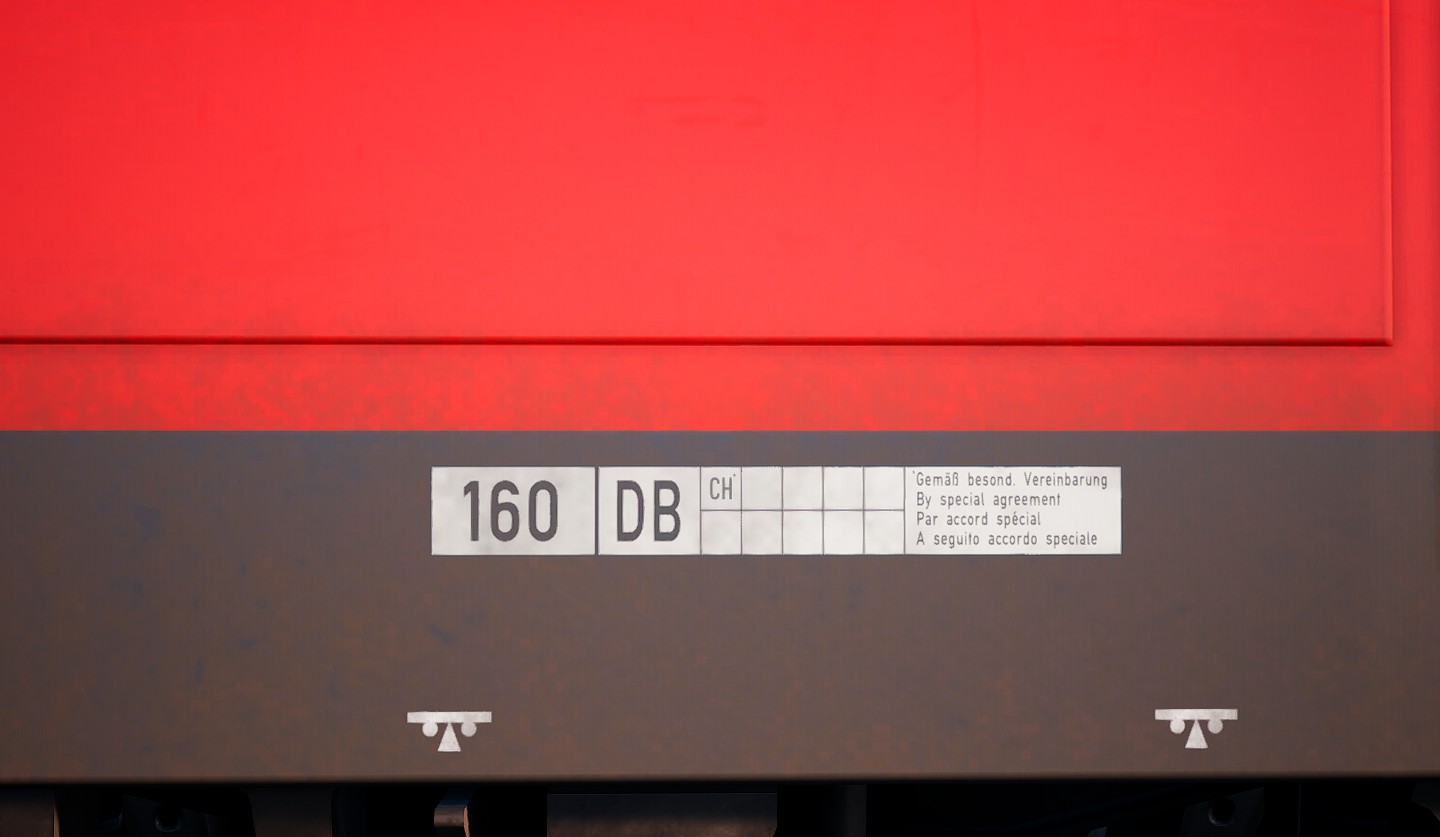 160 DB CH*
*Gemäß besond. Vereinbarung
By special agreement
Par accord spécial
A seguito accordo speciale